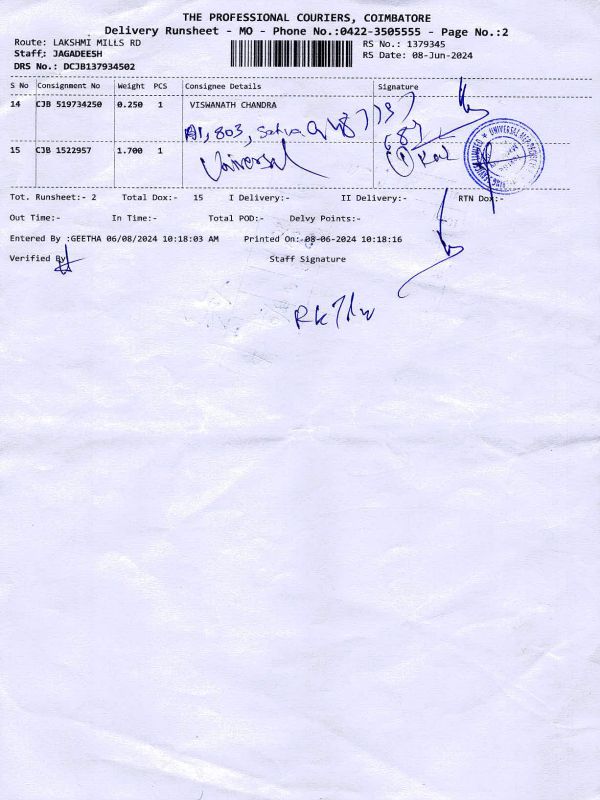 THE PROFESSIONAL COURIERS, COIMBATORE
Delivery Runsheet - MO - Phone No.:0422-3505555 - Page No.:2
Route: LAKSHMI MILLS RD RS No.: 1379345
Staff: JAGADEESH RS Date: 08-Jun-2024
DRS No.: DCJB137934502
S No Consignment No Weight PCS Consignee Details Signature
14 CJB 519734250 0.250 1 VISWANATH CHANDRA
A1, 803,
15 CJB 1522957 1.700 1 Universal
Tot. Runsheet:- 2 Total Dox:- 15 I Delivery:- II Delivery:- RTN Dox:-
Out Time:- In Time:- Total POD:- Delvy Points:-
Entered By :GEETHA 06/08/2024 10:18:03 AM Printed On:-08-06-2024 10:18:16
Verified By Staff Signature